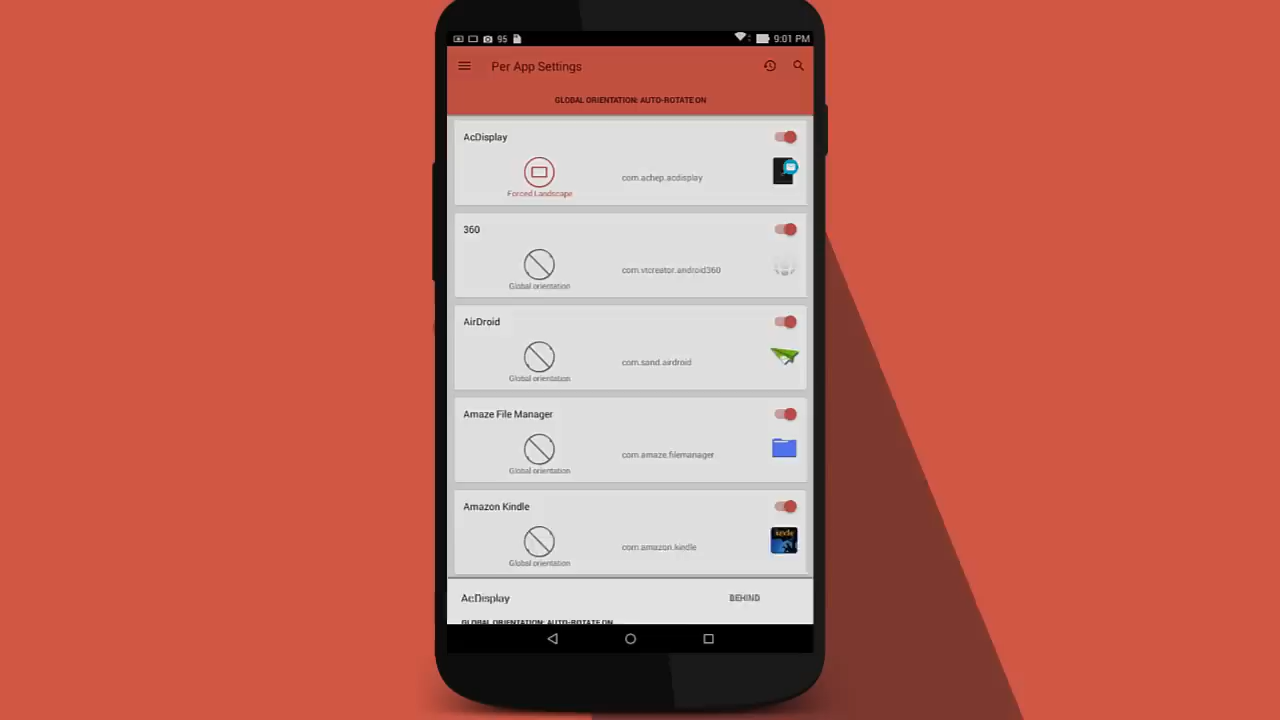 95
9:01 PM
Per App Settings
GLOBAL ORIENTATION: AUTO-ROTATE ON
AcDisplay
com.achep.acdisplay
Forced Landscape
360
com.vtcreator.android360
Global orientation
AirDroid
com.sand.airdroid
Global orientation
Amaze File Manager
com.amaze.filemanager
Global orientation
Amazon Kindle
kindle
com.amazon.kindle
Global orientation
AcDisplay
BEHIND
GLOBAL ORIENTATION: AUTO-ROTATE ON